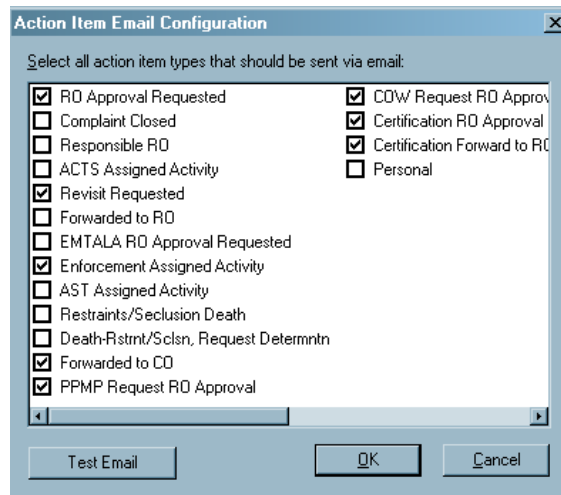 Action Item Email Configuration
Select all action item types that should be sent via email:
RO Approval Requested
Complaint Closed
Responsible RO
ACTS Assigned Activity
Revisit Requested
Forwarded to RO
EMTALA RO Approval Requested
Enforcement Assigned Activity
AST Assigned Activity
Restraints/Seclusion Death
Death-Rstrnt/Sclsn, Request Determntn
Forwarded to CO
PPMP Request RO Approval
COW Request RO Approv
Certification RO Approval
Certification Forward to RO
Personal
Test Email
OK
Cancel